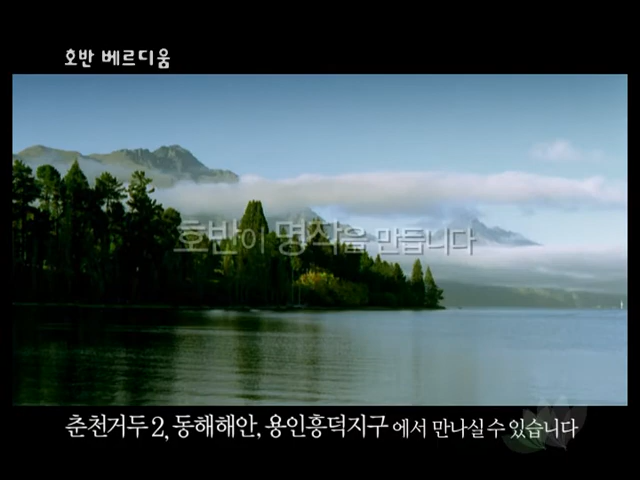 호반 베르디움
호반이 명작을 만듭니다
춘천거두2, 동해해안, 용인흥덕지구에서 만나실 수 있습니다